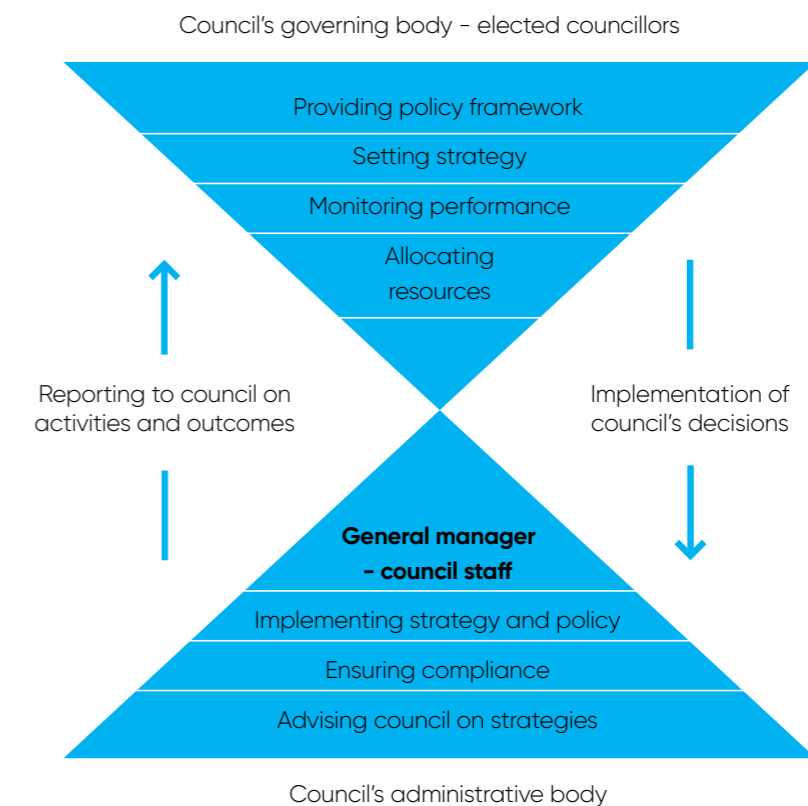 Council’s governing body - elected councillors
Providing policy framework
Setting strategy
Monitoring performance
Allocating
resources
Reporting to council on
activities and outcomes
Implementation of
council’s decisions
General manager
- council staff
Implementing strategy and policy
Ensuring compliance
Advising council on strategies
Council’s administrative body